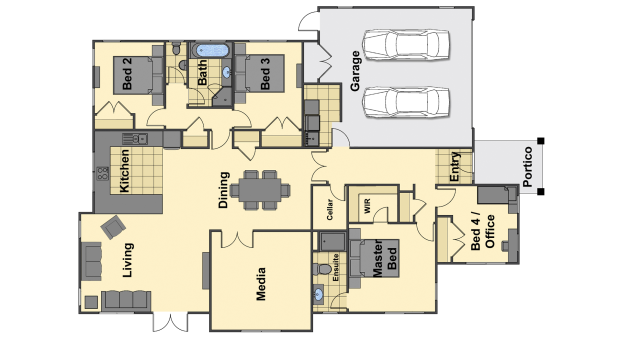 Bed 2
Bath
Bed 3
Garage
Kitchen
Dining
Entry
Portico
Cellar
WIR
Bed 4 /
Office
Living
Media
Ensuite
Master
Bed